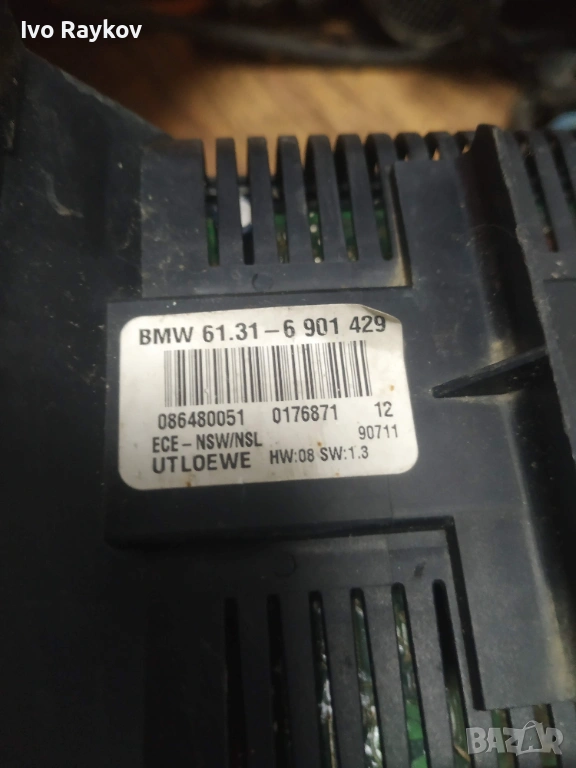 Ivo Raykov
BMW 61.31-6 901 429
086480051 0176871 12
ECE-NSW/NSL 90711
UTLOEWE HW:08 SW:1.3
BAZAR